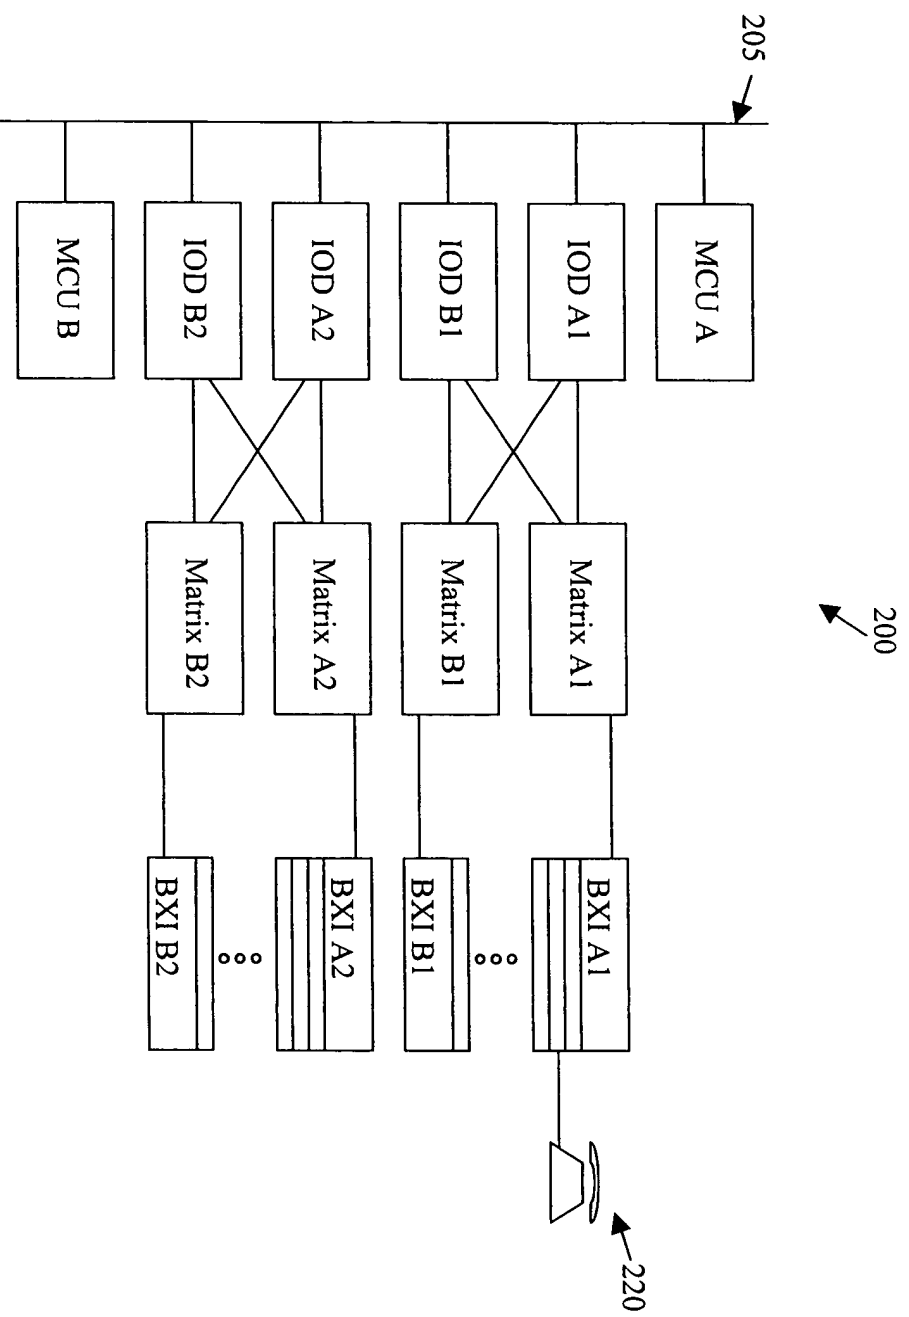 200
205
MCU A
220
IOD A1
Matrix A1
BXI A1
IOD B1
Matrix B1
BXI B1
IOD A2
Matrix A2
BXI A2
IOD B2
Matrix B2
BXI B2
MCU B